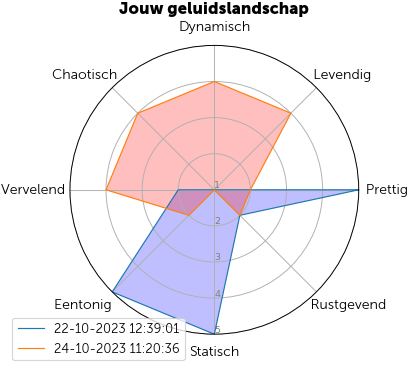 Jouw geluidslandschap
Dynamisch
Chaotisch
Levendig
Vervelend
1
Prettig
2
3
4
Eentonig
Rustgevend
5
22-10-2023 12:39:01
24-10-2023 11:20:36
Statisch